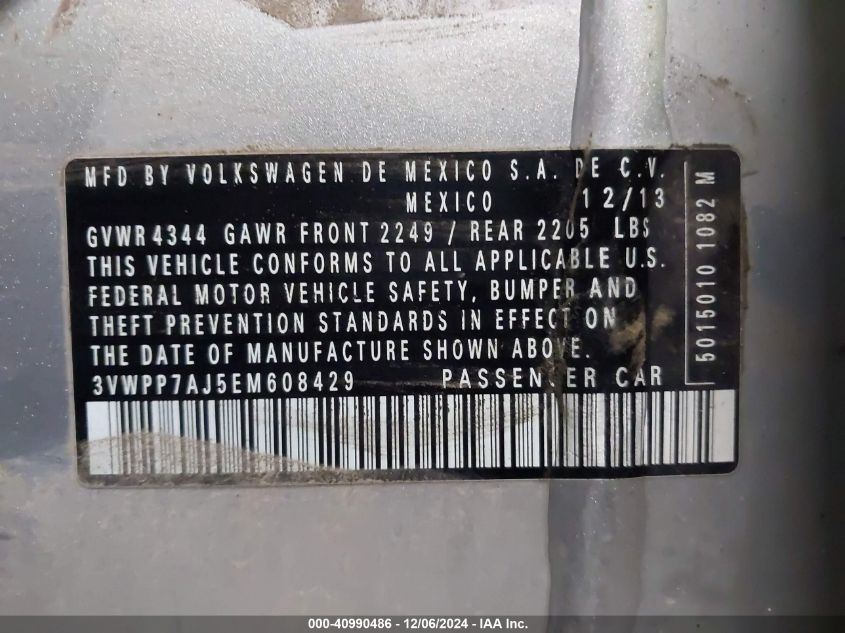 MFD BY VOLKSWAGEN DE MEXICO S.A. DE C.V.
MEXICO 12/13
GVWR 4344 GAWR FRONT 2249 / REAR 2205 LBS
THIS VEHICLE CONFORMS TO ALL APPLICABLE U.S.
FEDERAL MOTOR VEHICLE SAFETY, BUMPER AND
THEFT PREVENTION STANDARDS IN EFFECT ON
THE DATE OF MANUFACTURE SHOWN ABOVE.
3VWPP7AJ5EM608429 PASSENGER CAR
5015010 1082 M
000-40990486 - 12/06/2024 - IAA Inc.